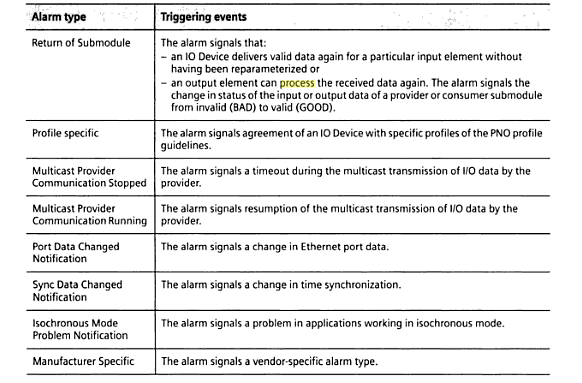 Alarm type Triggering events
Return of Submodule The alarm signals that:
– an IO Device delivers valid data again for a particular input element without
having been reparameterized or
– an output element can process the received data again. The alarm signals the
change in status of the input or output data of a provider or consumer submodule
from invalid (BAD) to valid (GOOD).
Profile specific The alarm signals agreement of an IO Device with specific profiles of the PNO profile
guidelines.
Multicast Provider The alarm signals a timeout during the multicast transmission of I/O data by the
Communication Stopped provider.
Multicast Provider The alarm signals resumption of the multicast transmission of I/O data by the
Communication Running provider.
Port Data Changed The alarm signals a change in Ethernet port data.
Notification
Sync Data Changed The alarm signals a change in time synchronization.
Notification
Isochronous Mode The alarm signals a problem in applications working in isochronous mode.
Problem Notification
Manufacturer Specific The alarm signals a vendor-specific alarm type.